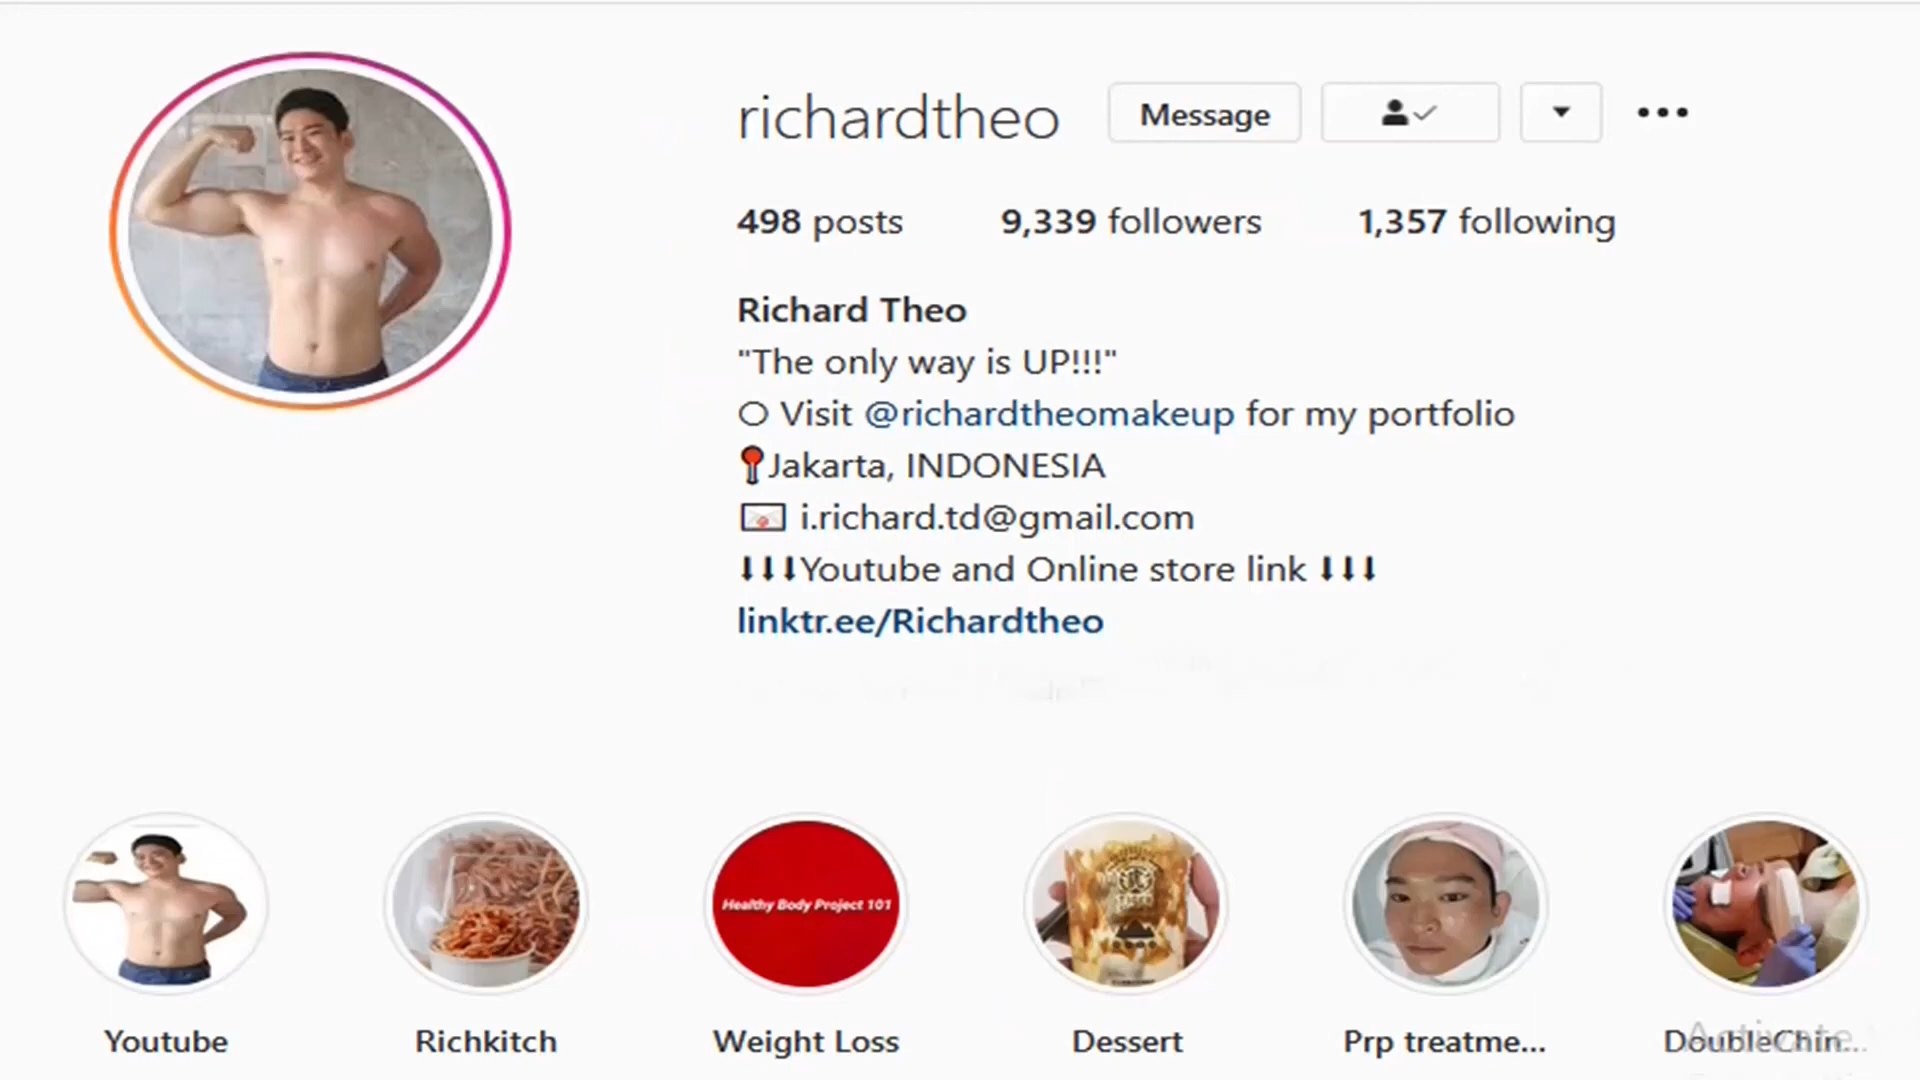 richardtheo Message
498 posts 9,339 followers 1,357 following
Richard Theo
"The only way is UP!!!"
Visit @richardtheomakeup for my portfolio
Jakarta, INDONESIA
i.richard.td@gmail.com
⬇⬇⬇Youtube and Online store link ⬇⬇⬇
linktr.ee/Richardtheo
Healthy Body Project 101
Youtube Richkitch Weight Loss Dessert Prp treatme... DoubleChin...
Activate